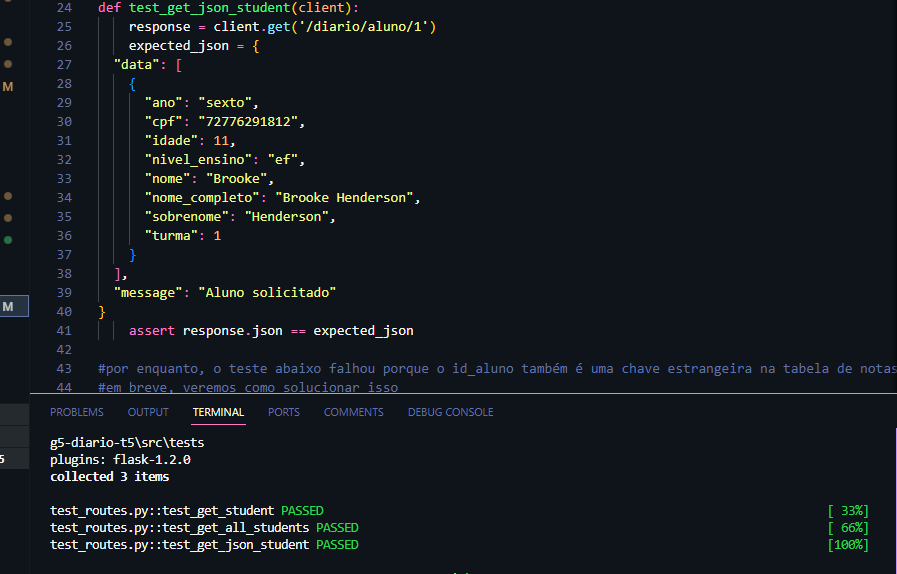 24 def test_get_json_student(client):
25 response = client.get('/diario/aluno/1')
26 expected_json = {
27 "data": [
28 {
29 "ano": "sexto",
30 "cpf": "72776291812",
31 "idade": 11,
32 "nivel_ensino": "ef",
33 "nome": "Brooke",
34 "nome_completo": "Brooke Henderson",
35 "sobrenome": "Henderson",
36 "turma": 1
37 }
38 ],
39 "message": "Aluno solicitado"
40 }
41 assert response.json == expected_json
42
43 #por enquanto, o teste abaixo falhou porque o id_aluno também é uma chave estrangeira na tabela de notas
44 #em breve, veremos como solucionar isso
M
M
5
PROBLEMS OUTPUT TERMINAL PORTS COMMENTS DEBUG CONSOLE
g5-diario-t5\src\tests
plugins: flask-1.2.0
collected 3 items
test_routes.py::test_get_student PASSED [ 33%]
test_routes.py::test_get_all_students PASSED [ 66%]
test_routes.py::test_get_json_student PASSED [100%]